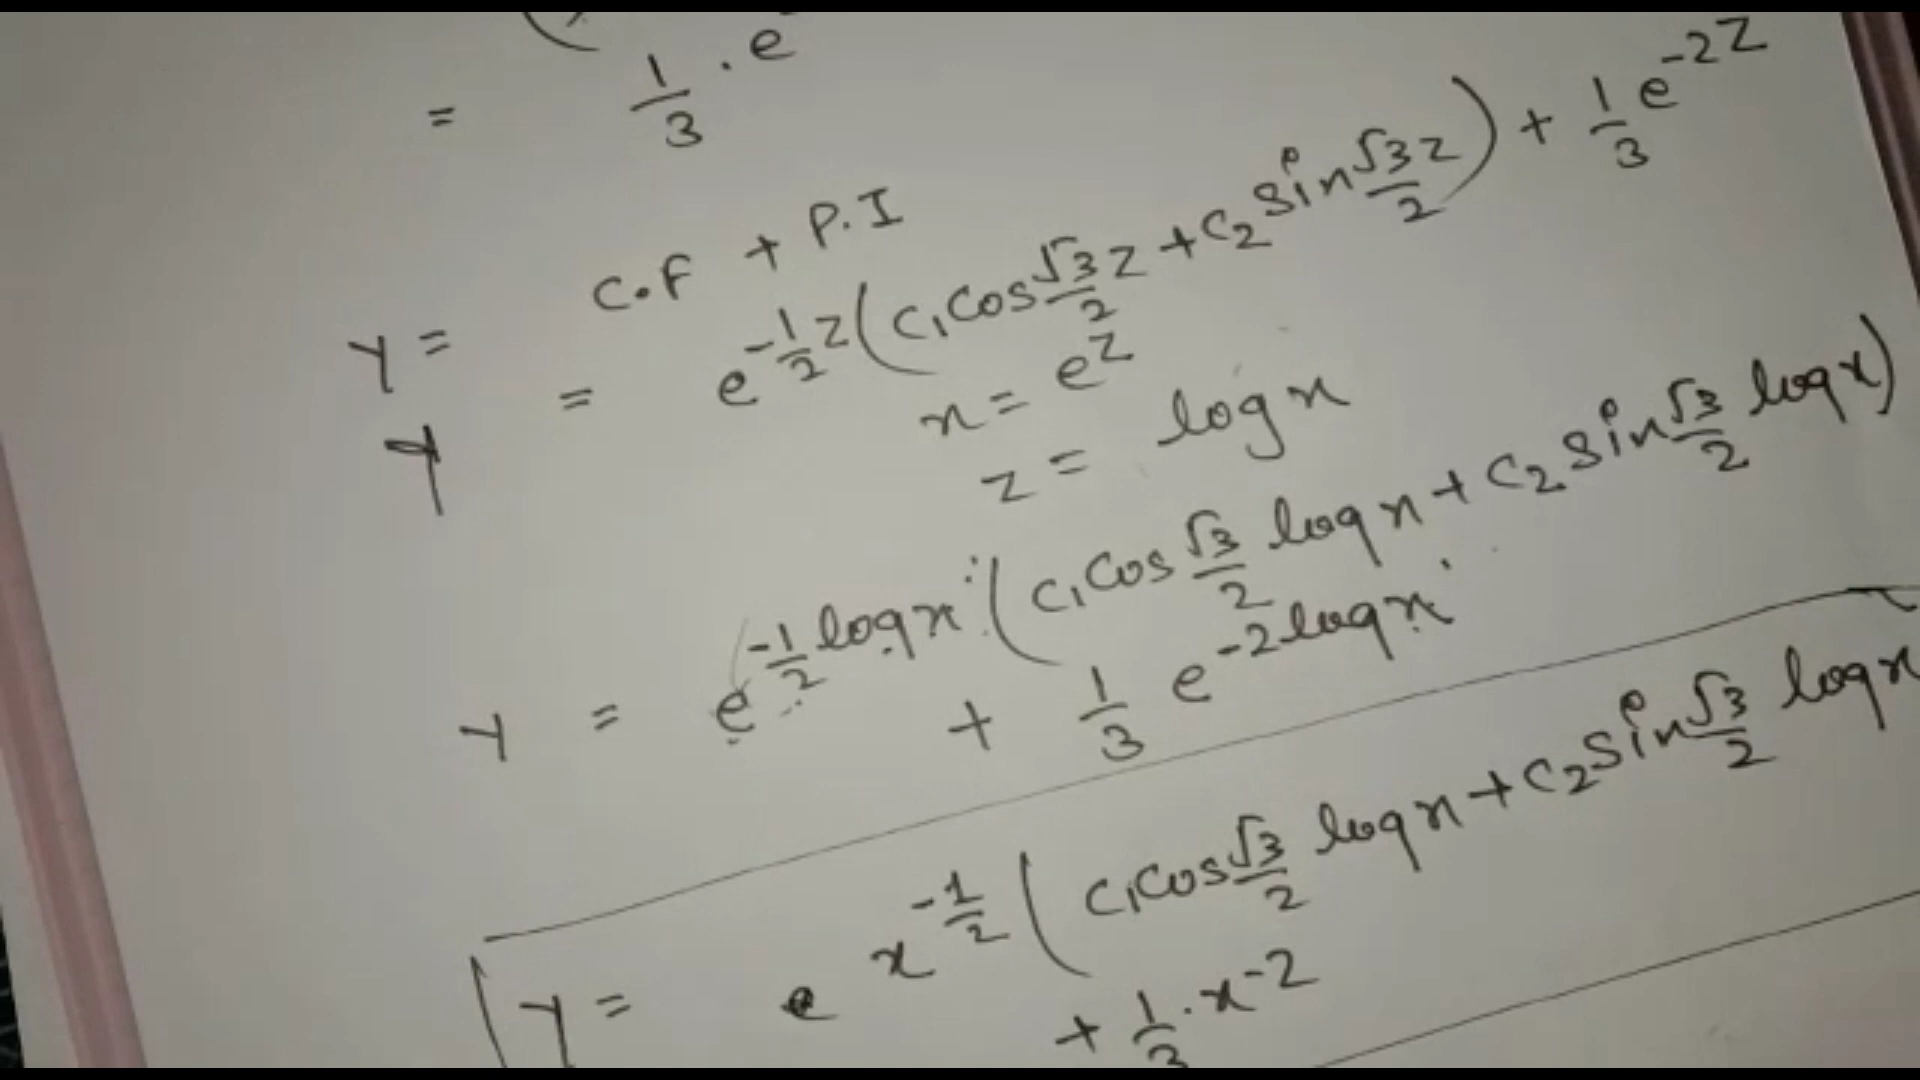 = 1/3 . e
Y = C.F + P.I
Y = e^{-1/2 z} (c₁ cos √3/2 z + c₂ sin √3/2 z) + 1/3 e^{-2z}
x = e^z
z = log x
Y = e^{-1/2 log x} (c₁ cos √3/2 log x + c₂ sin √3/2 log x)
+ 1/3 e^{-2 log x}
Y = e x^{-1/2} (c₁ cos √3/2 log x + c₂ sin √3/2 log x
+ 1/3 . x^{-2}